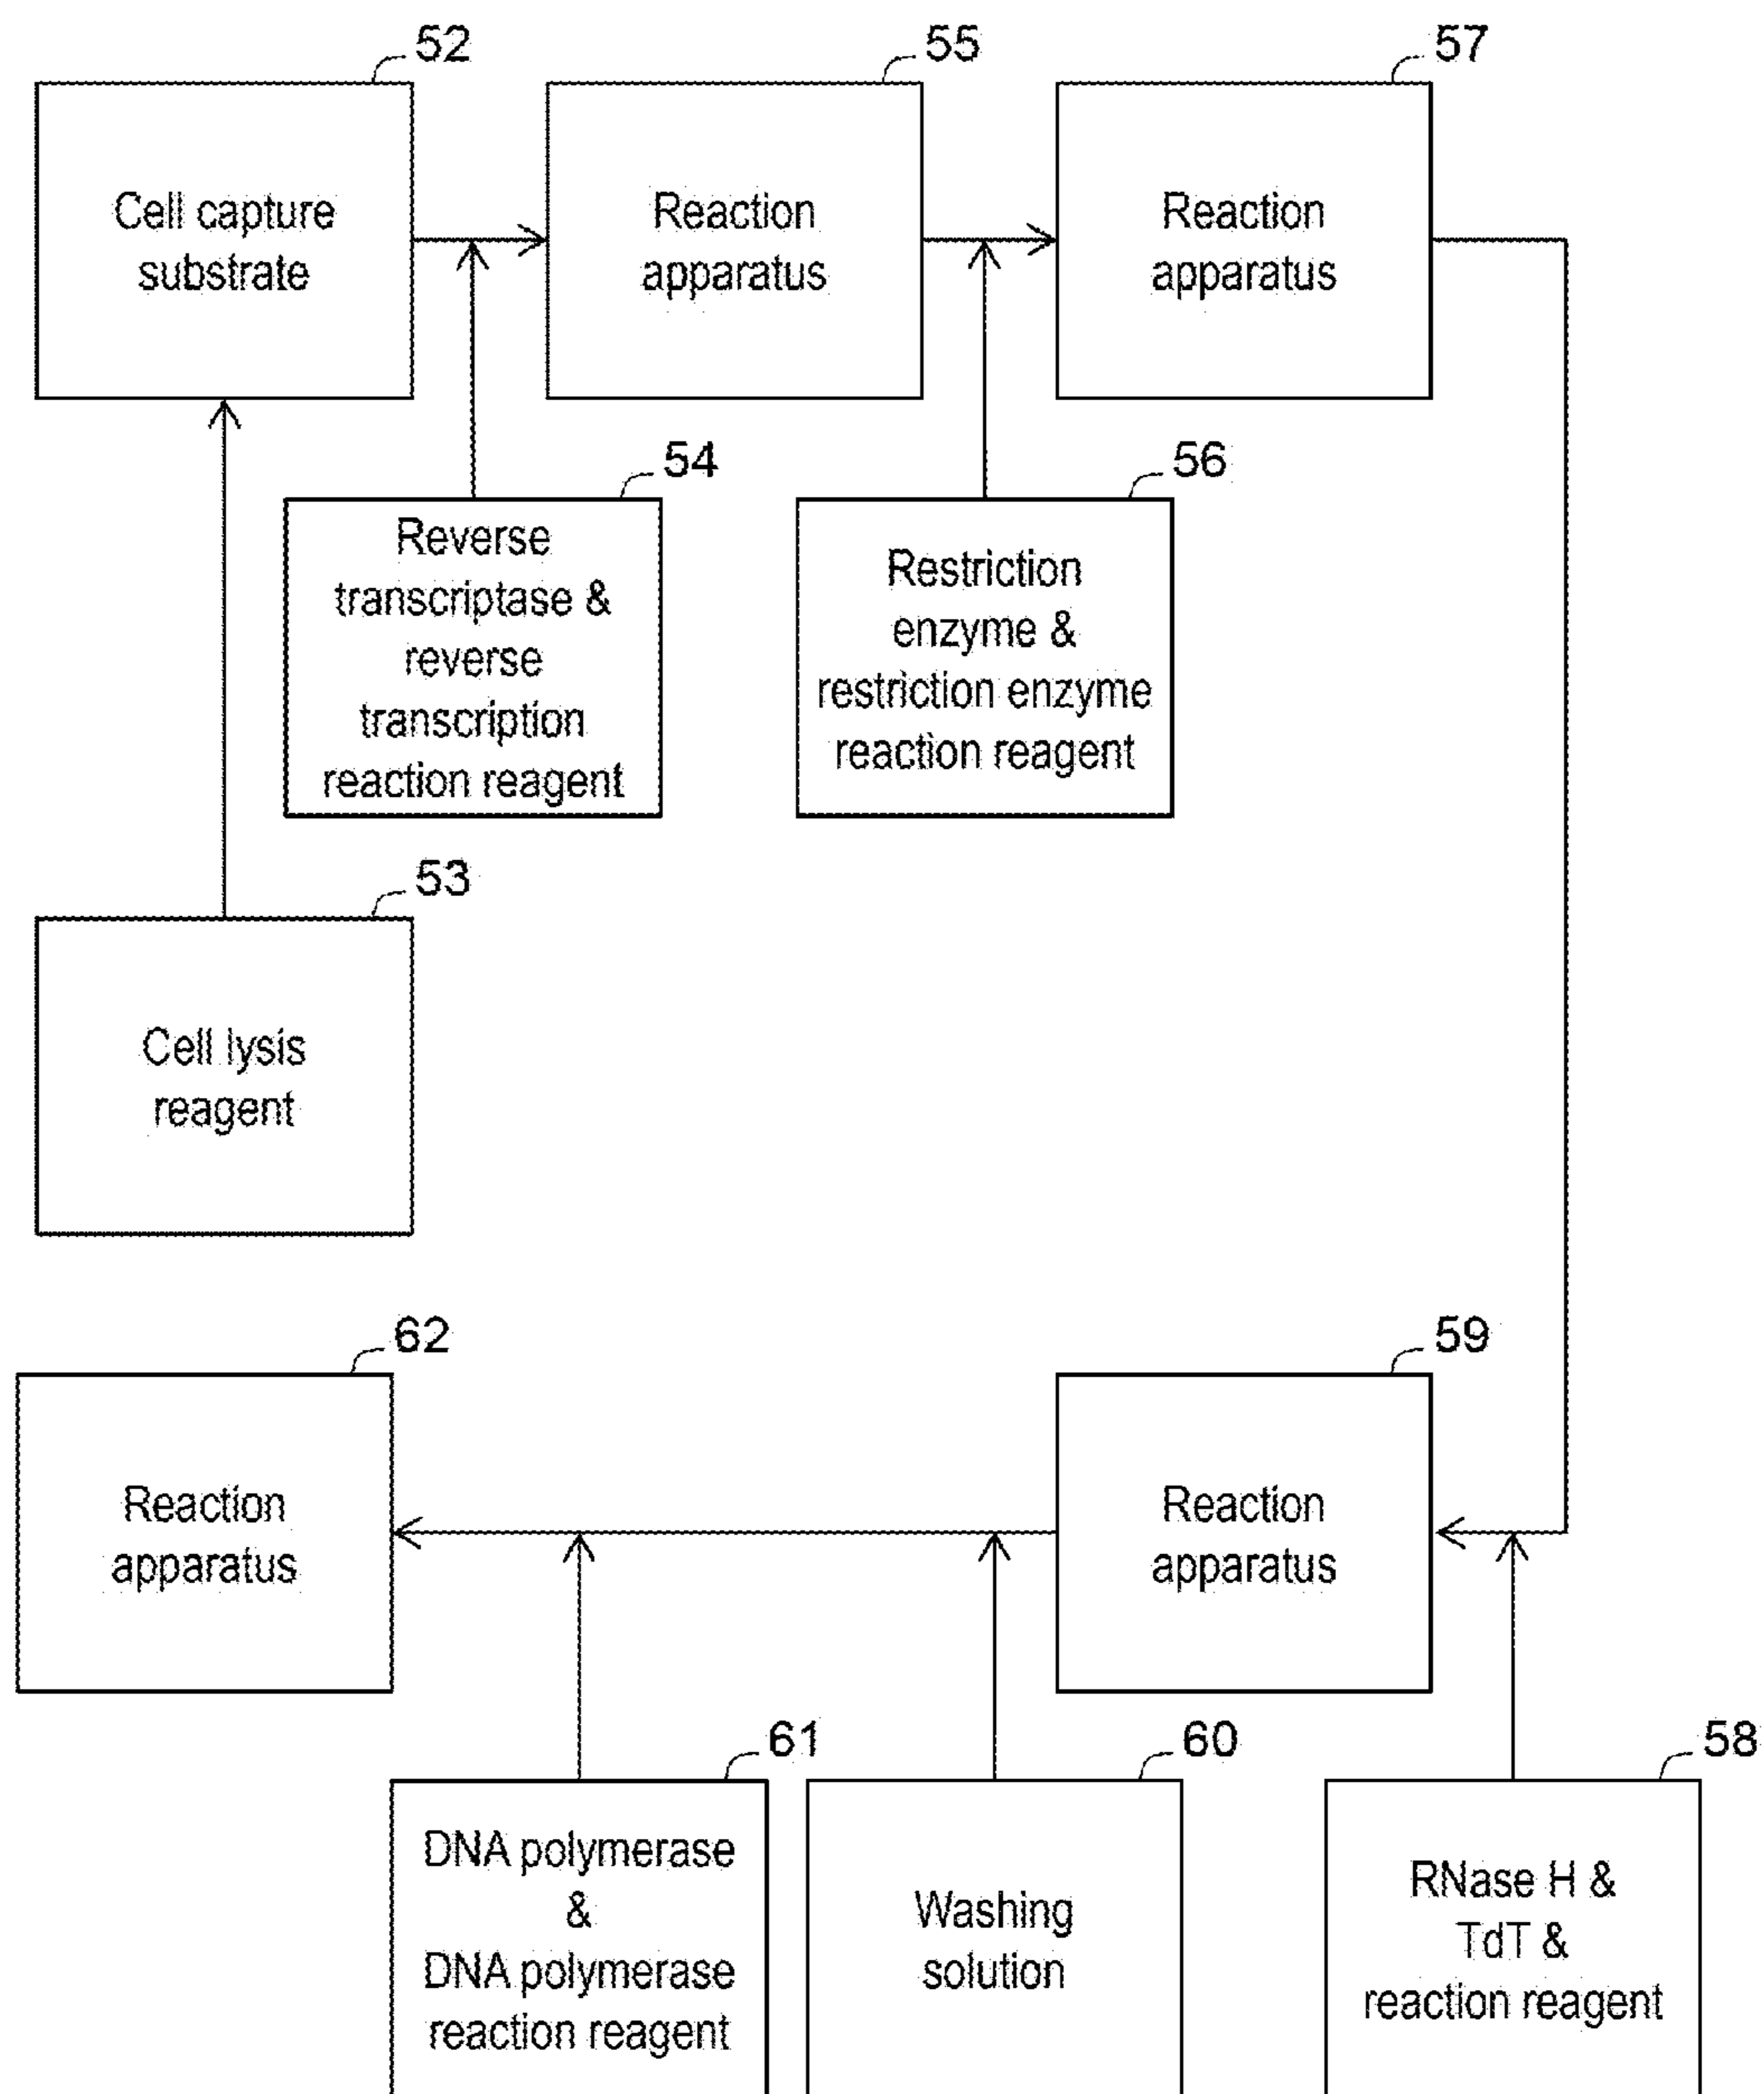 52
55
57
Cell capture
substrate
Reaction
apparatus
Reaction
apparatus
54
56
Reverse
transcriptase &
reverse
transcription
reaction reagent
Restriction
enzyme &
restriction enzyme
reaction reagent
53
Cell lysis
reagent
62
59
Reaction
apparatus
Reaction
apparatus
61
60
58
DNA polymerase
&
DNA polymerase
reaction reagent
Washing
solution
RNase H &
TdT &
reaction reagent